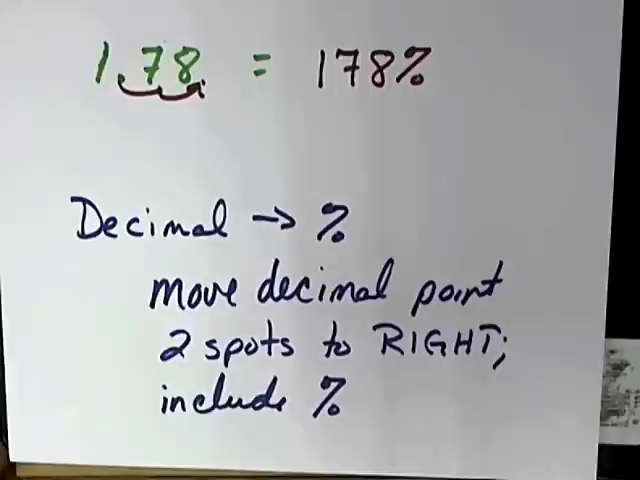 1.78 = 178%
Decimal → %
move decimal point
2 spots to RIGHT;
include %